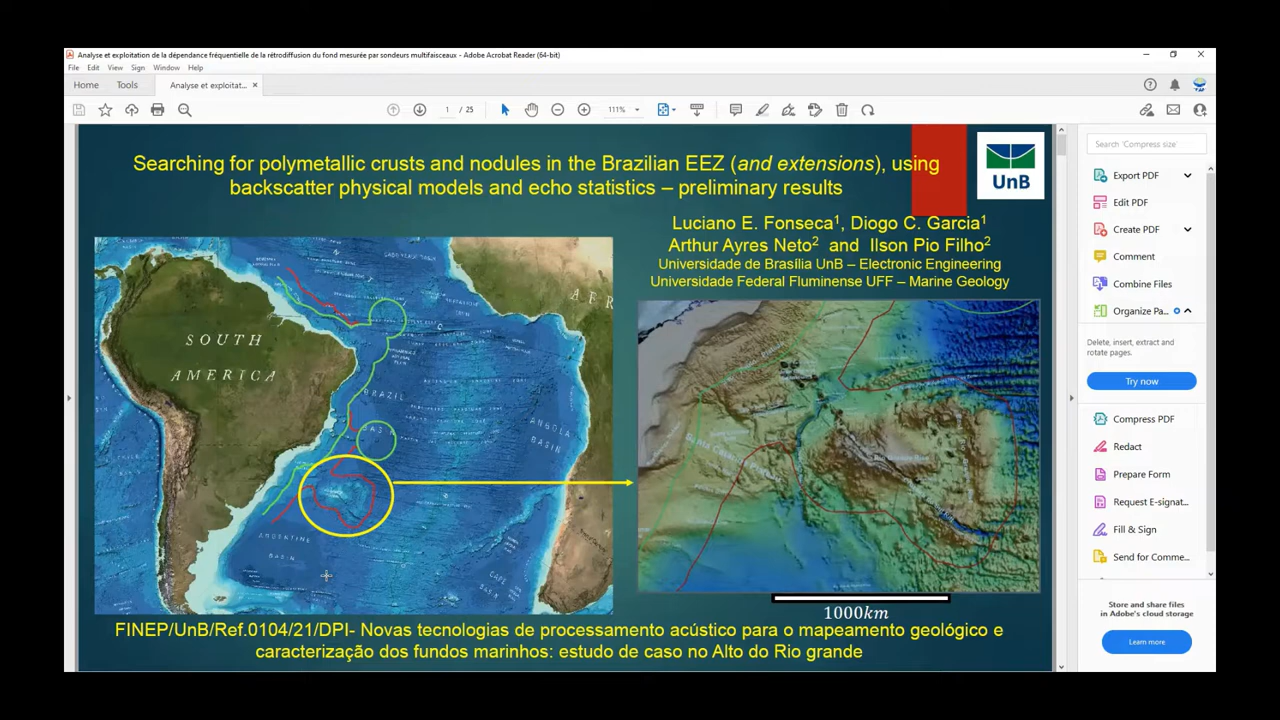 Analyse et exploitation de la dépendance fréquentielle de la rétrodiffusion du fond mesurée par sondeurs multifaisceaux - Adobe Acrobat Reader (64-bit)
File Edit View Sign Window Help
Home Tools Analyse et exploitat...
1 / 25 111%
Searching for polymetallic crusts and nodules in the Brazilian EEZ (and extensions), using
backscatter physical models and echo statistics – preliminary results
UnB
Luciano E. Fonseca¹, Diogo C. Garcia¹
Arthur Ayres Neto² and Ilson Pio Filho²
Universidade de Brasília UnB – Electronic Engineering
Universidade Federal Fluminense UFF – Marine Geology
SOUTH
AMERICA
AFR
BRAZIL
BASIN
ANGOLA
BASIN
ARGENTINE
BASIN
CAPE
BASIN
1000km
FINEP/UnB/Ref.0104/21/DPI- Novas tecnologias de processamento acústico para o mapeamento geológico e
caracterização dos fundos marinhos: estudo de caso no Alto do Rio grande
Search 'Compress size'
Export PDF
Edit PDF
Create PDF
Comment
Combine Files
Organize Pa...
Delete, insert, extract and
rotate pages.
Try now
Compress PDF
Redact
Prepare Form
Request E-signat...
Fill & Sign
Send for Comme...
Store and share files
in Adobe's cloud storage
Learn more